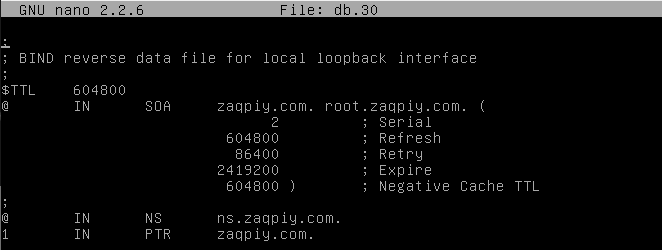 GNU nano 2.2.6 File: db.30
;
; BIND reverse data file for local loopback interface
;
$TTL 604800
@ IN SOA zaqpiy.com. root.zaqpiy.com. (
2 ; Serial
604800 ; Refresh
86400 ; Retry
2419200 ; Expire
604800 ) ; Negative Cache TTL
;
@ IN NS ns.zaqpiy.com.
1 IN PTR zaqpiy.com.